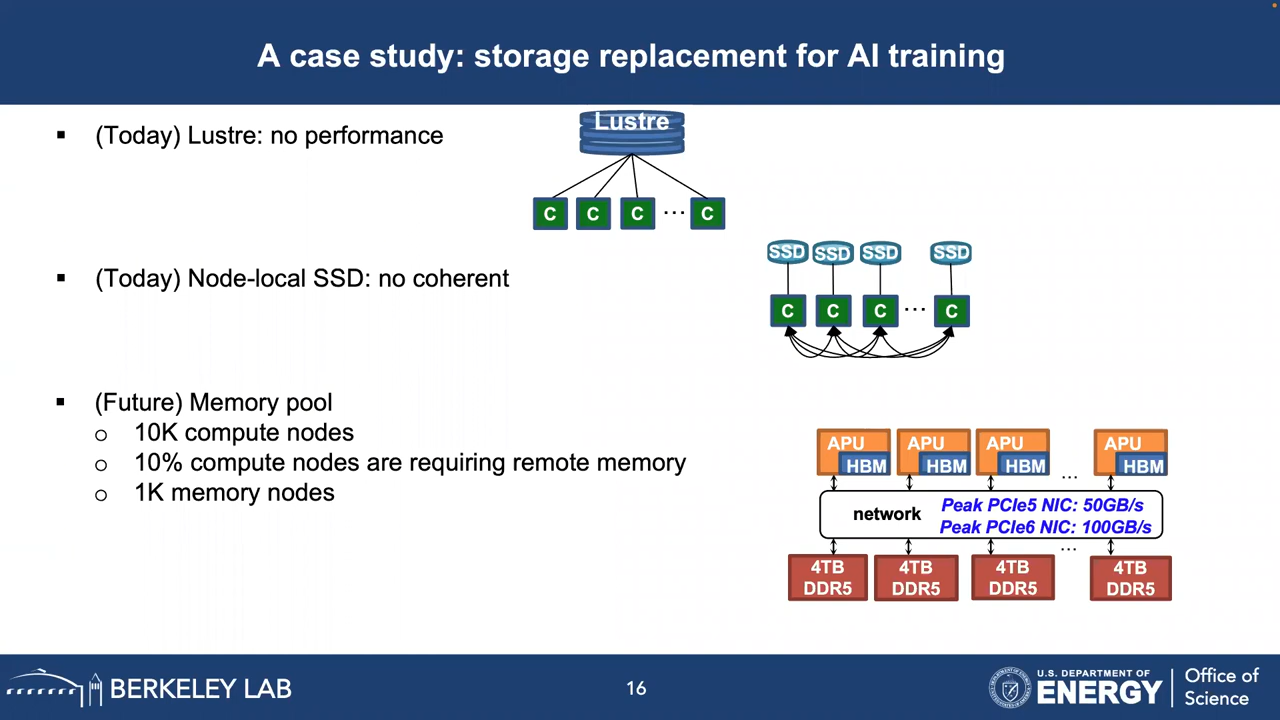 A case study: storage replacement for AI training
▪ (Today) Lustre: no performance
Lustre
C C C ... C
▪ (Today) Node-local SSD: no coherent
SSD SSD SSD SSD
C C C ... C
▪ (Future) Memory pool
o 10K compute nodes
o 10% compute nodes are requiring remote memory
o 1K memory nodes
APU APU APU APU
HBM HBM HBM ... HBM
network
Peak PCIe5 NIC: 50GB/s
Peak PCIe6 NIC: 100GB/s
...
4TB 4TB 4TB 4TB
DDR5 DDR5 DDR5 DDR5
BERKELEY LAB
16
U.S. DEPARTMENT OF
ENERGY
Office of
Science